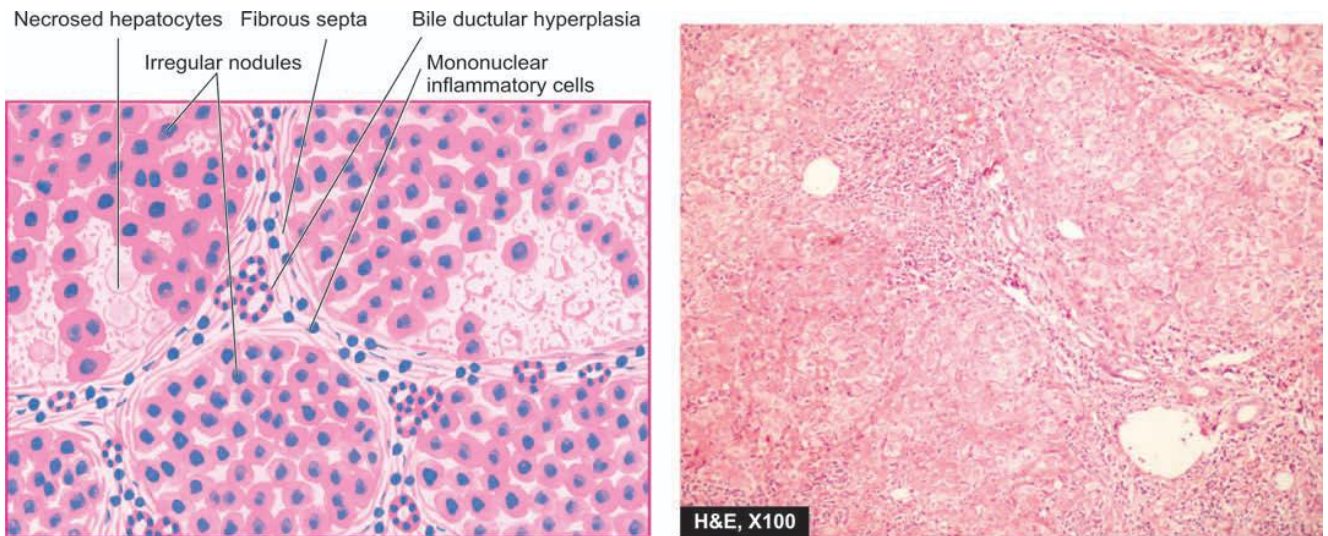 Necrosed hepatocytes
Fibrous septa
Bile ductular hyperplasia
Irregular nodules
Mononuclear
inflammatory cells
H&E, X100